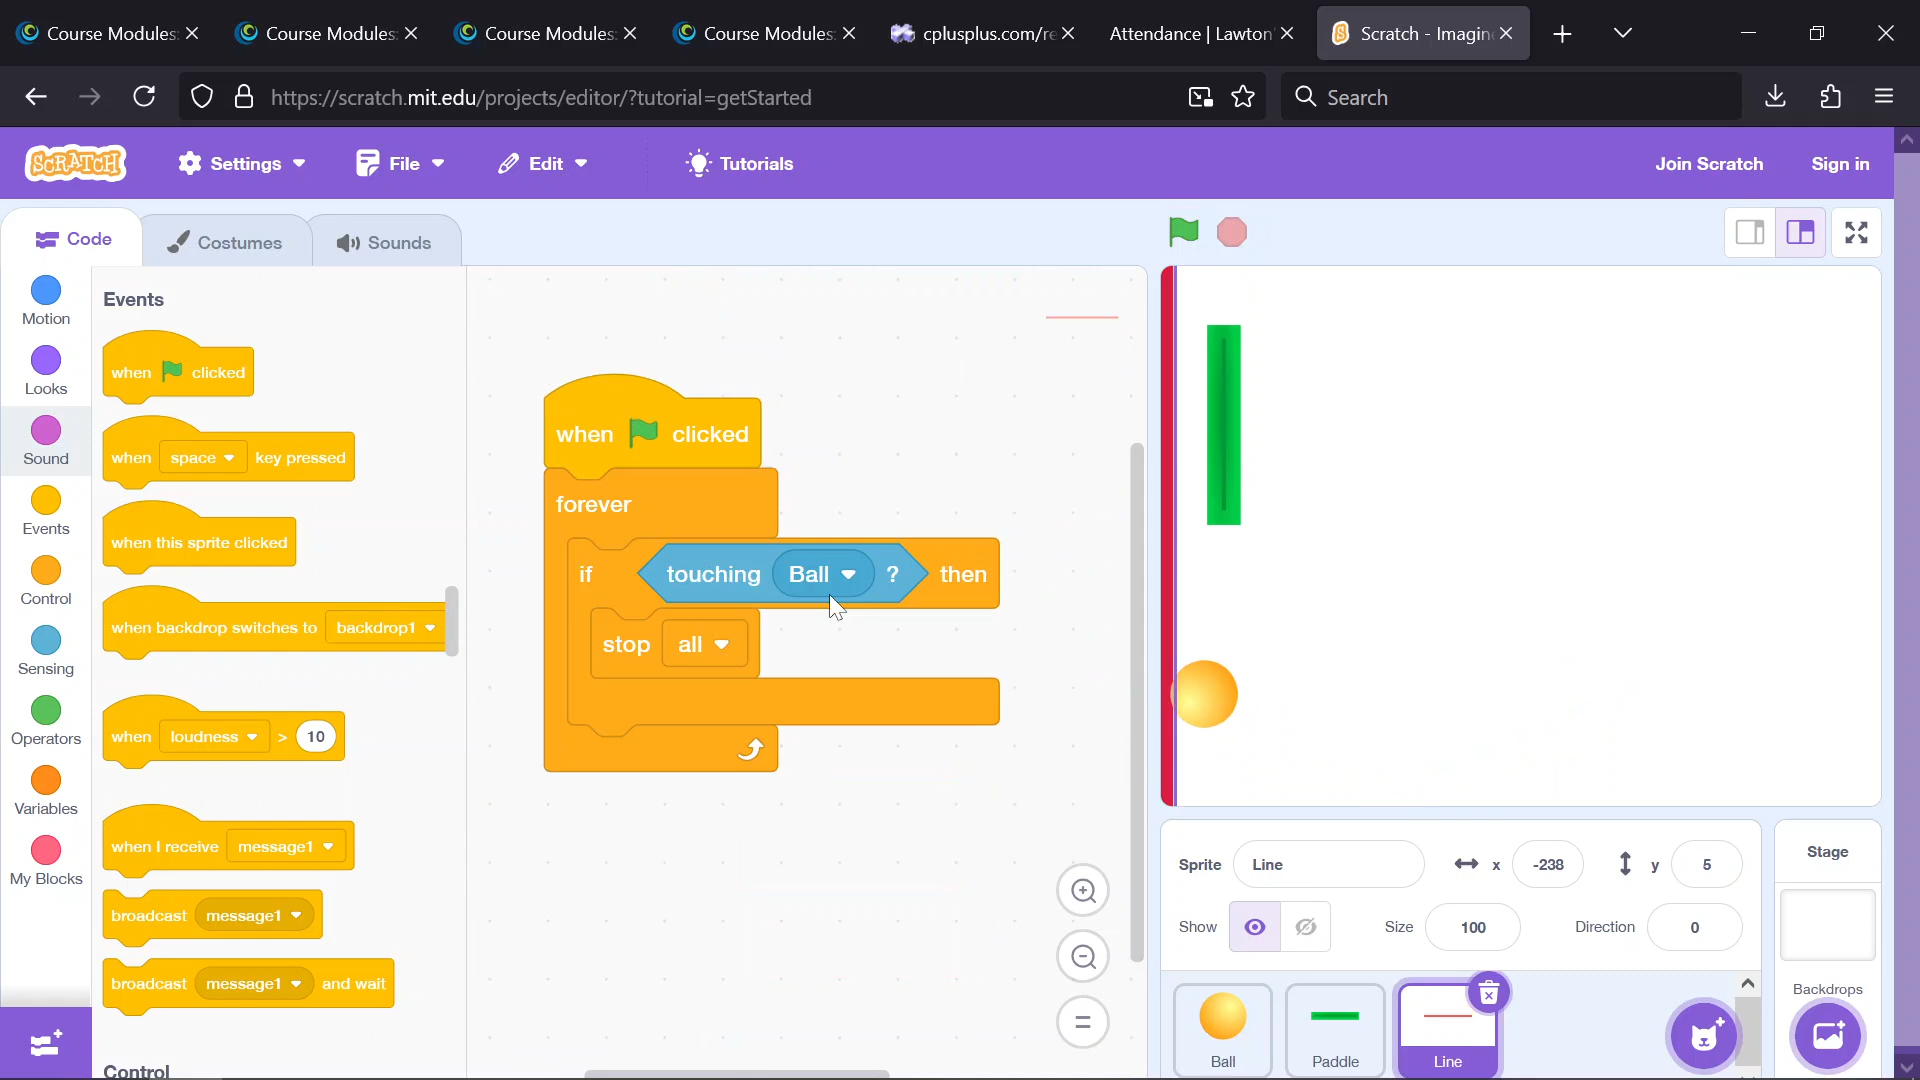 Course Modules:
Course Modules:
Course Modules:
Course Modules:
cplusplus.com/re
Attendance | Lawton
Scratch - Imagin
https://scratch.mit.edu/projects/editor/?tutorial=getStarted
Search
SCRATCH
Settings
File
Edit
Tutorials
Join Scratch
Sign in
Code
Costumes
Sounds
Motion
Looks
Sound
Events
Control
Sensing
Operators
Variables
My Blocks
Events
when clicked
when space key pressed
when this sprite clicked
when backdrop switches to backdrop1
when loudness > 10
when I receive message1
broadcast message1
broadcast message1 and wait
Control
when clicked
forever
if touching Ball ? then
stop all
Sprite Line x -238 y 5
Show Size 100 Direction 0
Ball
Paddle
Line
Stage
Backdrops